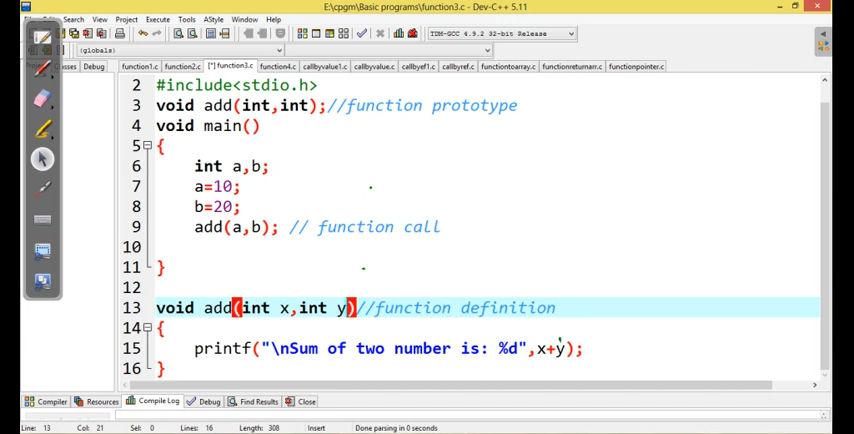 E:\cpgm\Basic programs\function3.c - Dev-C++ 5.11
Search View Project Execute Tools AStyle Window Help
TDM-GCC 4.9.2 32-bit Release
(globals)
Debug function1.c function2.c [*] function3.c function4.c callbyvalue1.c callbyvalue.c callbyef1.c callbyref.c functiontoarray.c functionreturnarr.c functionpointer.c
2 #include<stdio.h>
3 void add(int,int);//function prototype
4 void main()
5 {
6 int a,b;
7 a=10;
8 b=20;
9 add(a,b); // function call
10
11 }
12
13 void add(int x,int y)//function definition
14 {
15 printf("\nSum of two number is: %d",x+y);
16 }
Compiler Resources Compile Log Debug Find Results Close
Line: 13 Col: 21 Sel: 0 Lines: 16 Length: 308 Insert Done parsing in 0 seconds